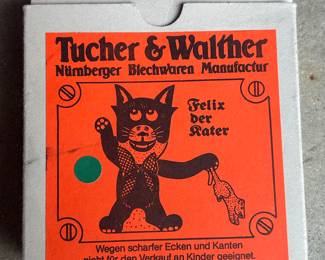 Tucher & Walther
Nürnberger Blechwaren Manufactur
Felix
der
Kater
Wegen scharfer Ecken und Kanten
nicht für den Verkauf an Kinder geeignet.